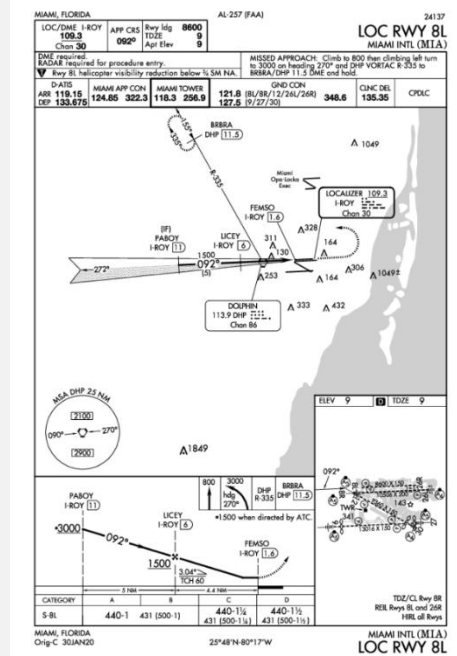 MIAMI, FLORIDA
AL-257 (FAA)
24137
LOC/DME I-ROY
109.3
Chan 30
APP CRS
092°
Rwy ldg 8600
TDZE 9
Apt Elev 9
LOC RWY 8L
MIAMI INTL (MIA)
DME required.
RADAR required for procedure entry.
Rwy 8L helicopter visibility reduction below ¾ SM NA.
MISSED APPROACH: Climb to 800 then climbing left turn
to 3000 on heading 270° and DHP VORTAC R-335 to
BRBRA/DHP 11.5 DME and hold.
D-ATIS
ARR 119.15
DEP 133.675
MIAMI APP CON
124.85 322.3
MIAMI TOWER
118.3 256.9
GND CON
121.8 (8L/8R/12/26L/26R)
127.5 (9/27/30)
348.6
CLNC DEL
135.35
CPDLC
155°
335°
BRBRA
DHP 11.5
R-335
1049
Miami
Opa-Locka
Exec
LOCALIZER 109.3
I-ROY
Chan 30
FEMSO
I-ROY 1.6
(IF)
PABOY
I-ROY 11
LICEY
I-ROY 6
311
328
130
164
1500
092°
(5)
272°
253
164
306
1049±
DOLPHIN
113.9 DHP
Chan 86
333
432
MSA DHP 25 NM
2100
090°
270°
2900
1849
ELEV 9
D
TDZE 9
092°
8600 X 150
TWR
341
143
TDZ/CL Rwy 8R
REIL Rwys 8L and 26R
HIRL all Rwys
800
3000
hdg
270°
DHP
R-335
BRBRA
DHP 11.5
*1500 when directed by ATC.
PABOY
I-ROY 11
*3000
092°
LICEY
I-ROY 6
1500
3.04°
TCH 60
FEMSO
I-ROY 1.6
5 NM
4.4 NM
CATEGORY A B C D
S-8L 440-1 431 (500-1) 440-1¼ 431 (500-1¼) 440-1½ 431 (500-1½)
MIAMI, FLORIDA
Orig-C 30JAN20
25°48'N-80°17'W
MIAMI INTL (MIA)
LOC RWY 8L